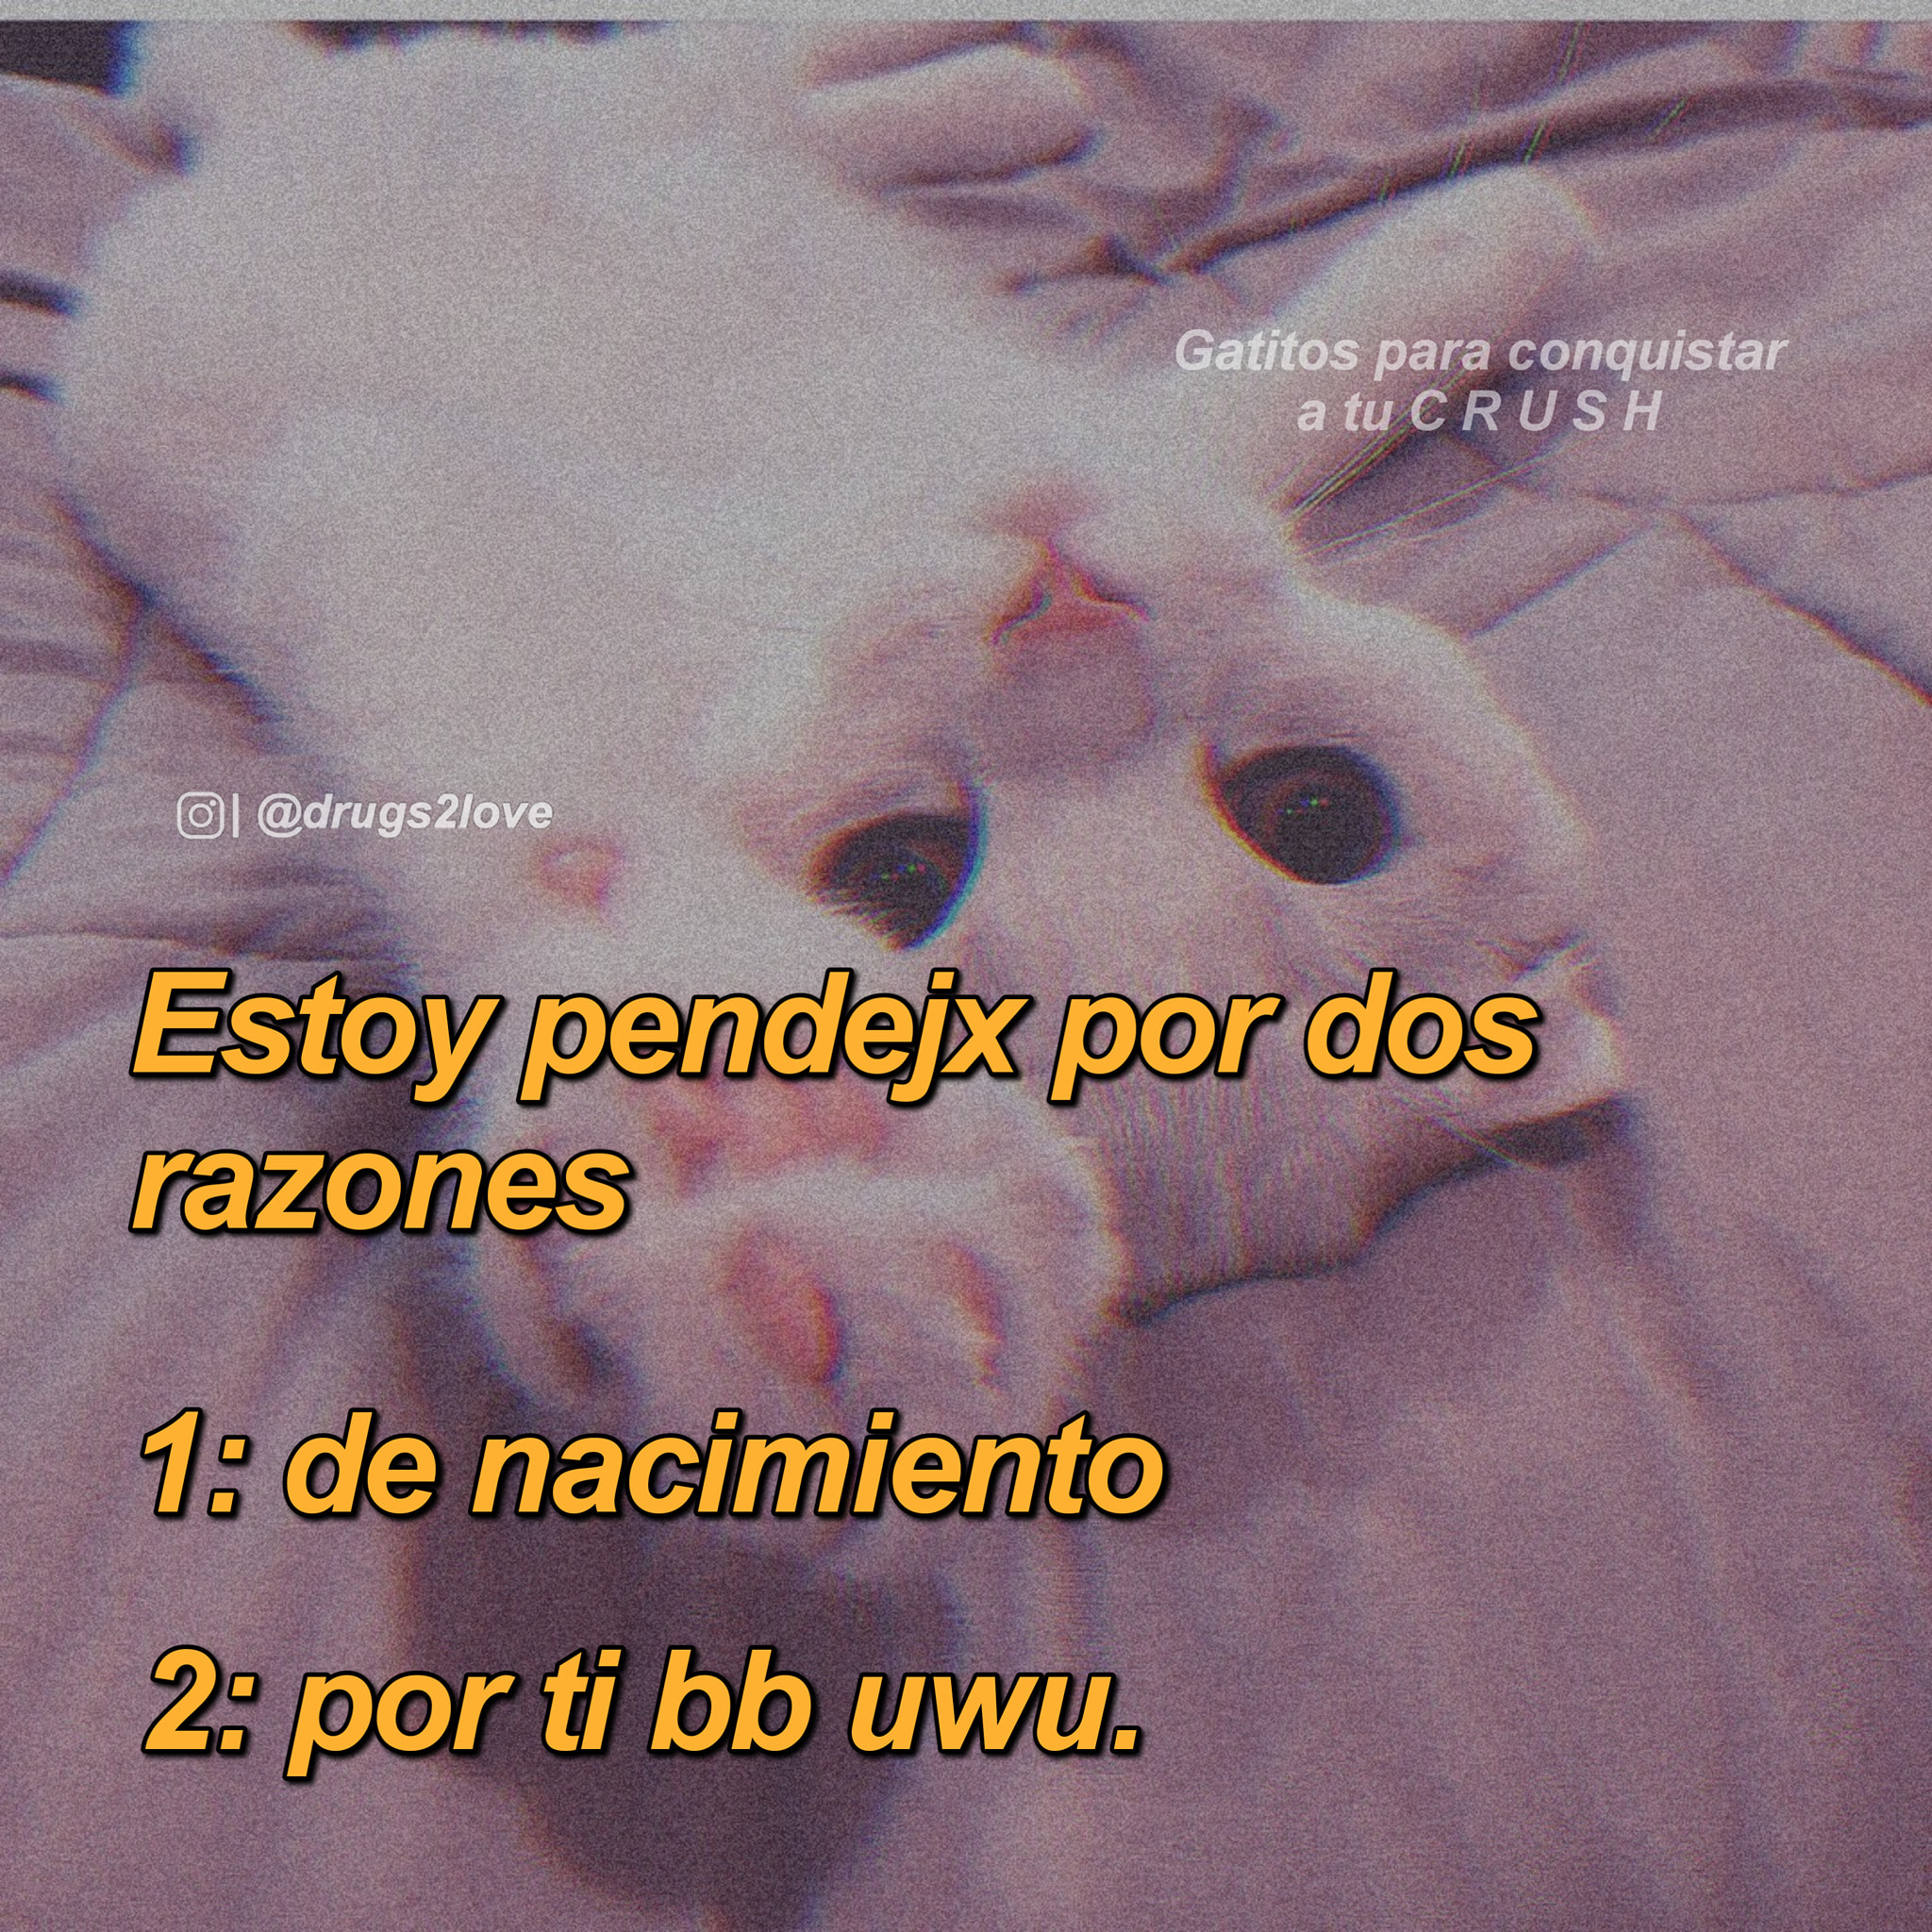 Gatitos para conquistar
a tu C R U S H
| @drugs2love
Estoy pendejx por dos
razones
1: de nacimiento
2: por ti bb uwu.